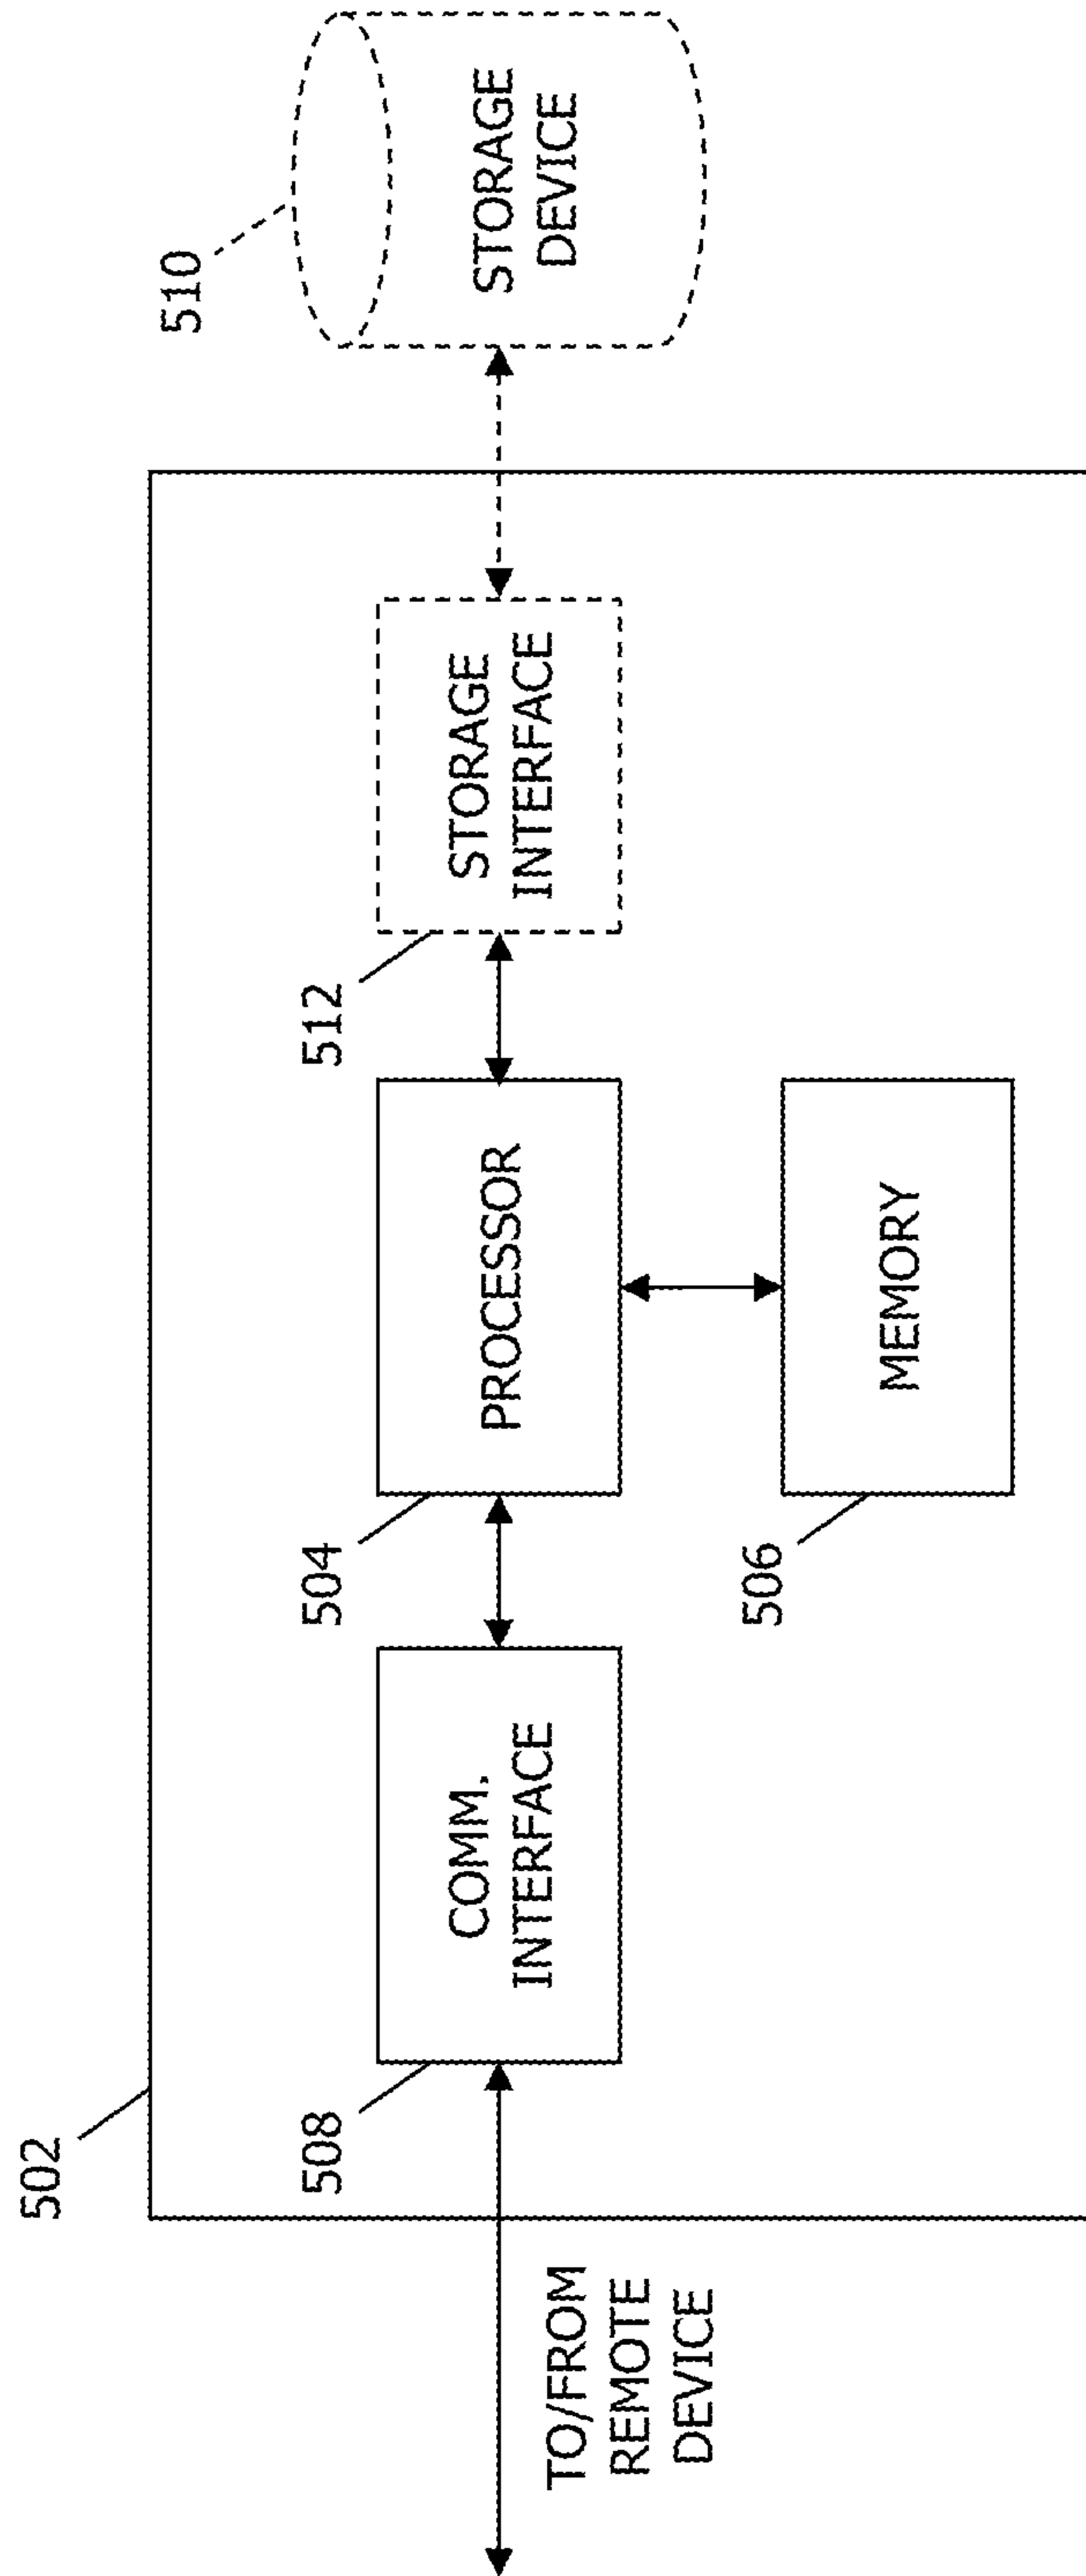 502
510
508
COMM.
INTERFACE
504
PROCESSOR
512
STORAGE
INTERFACE
STORAGE
DEVICE
TO/FROM
REMOTE
DEVICE
506
MEMORY